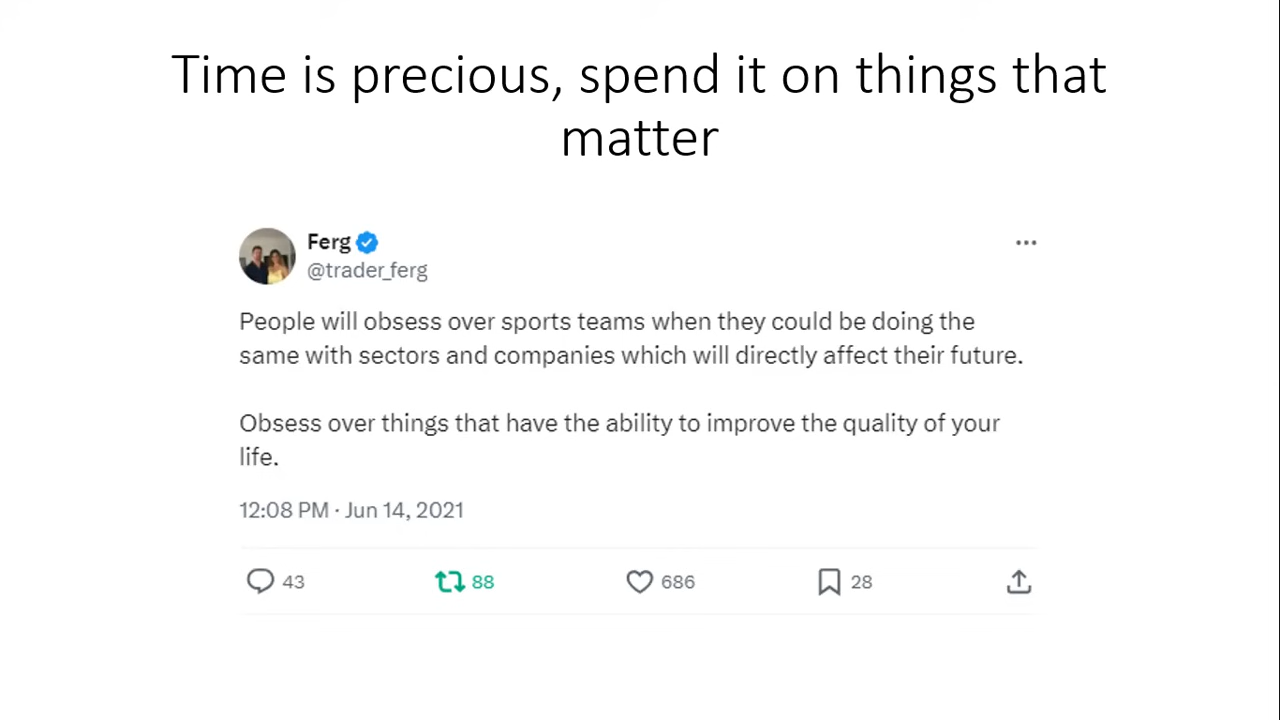 Time is precious, spend it on things that
matter
Ferg
@trader_ferg
People will obsess over sports teams when they could be doing the
same with sectors and companies which will directly affect their future.
Obsess over things that have the ability to improve the quality of your
life.
12:08 PM · Jun 14, 2021
43 88 686 28